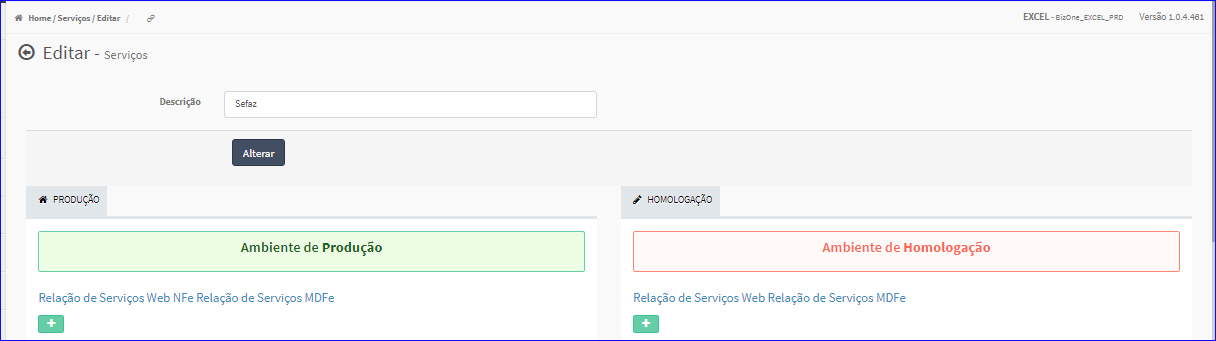 Home / Serviços / Editar /
EXCEL - BizOne_EXCEL_PRD Versão 1.0.4.461
Editar - Serviços
Descrição Sefaz
Alterar
PRODUÇÃO
HOMOLOGAÇÃO
Ambiente de Produção
Ambiente de Homologação
Relação de Serviços Web NFe Relação de Serviços MDFe
Relação de Serviços Web Relação de Serviços MDFe
+
+